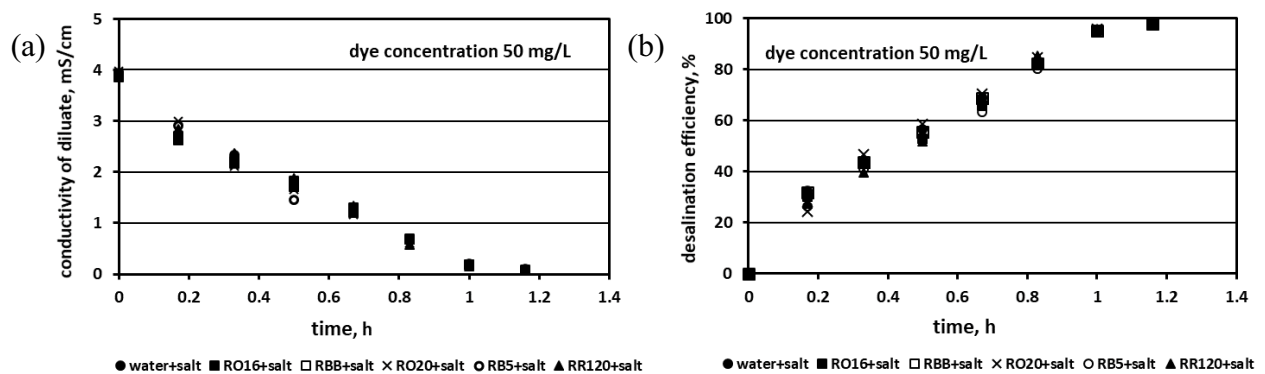 (a)
conductivity of diluate, mS/cm
5
4
3
2
1
0
dye concentration 50 mg/L
0 0.2 0.4 0.6 0.8 1 1.2 1.4
time, h
water+salt RO16+salt RBB+salt RO20+salt RB5+salt RR120+salt
(b)
desalination efficiency, %
100
80
60
40
20
0
dye concentration 50 mg/L
0 0.2 0.4 0.6 0.8 1 1.2 1.4
time, h
water+salt RO16+salt RBB+salt RO20+salt RB5+salt RR120+salt